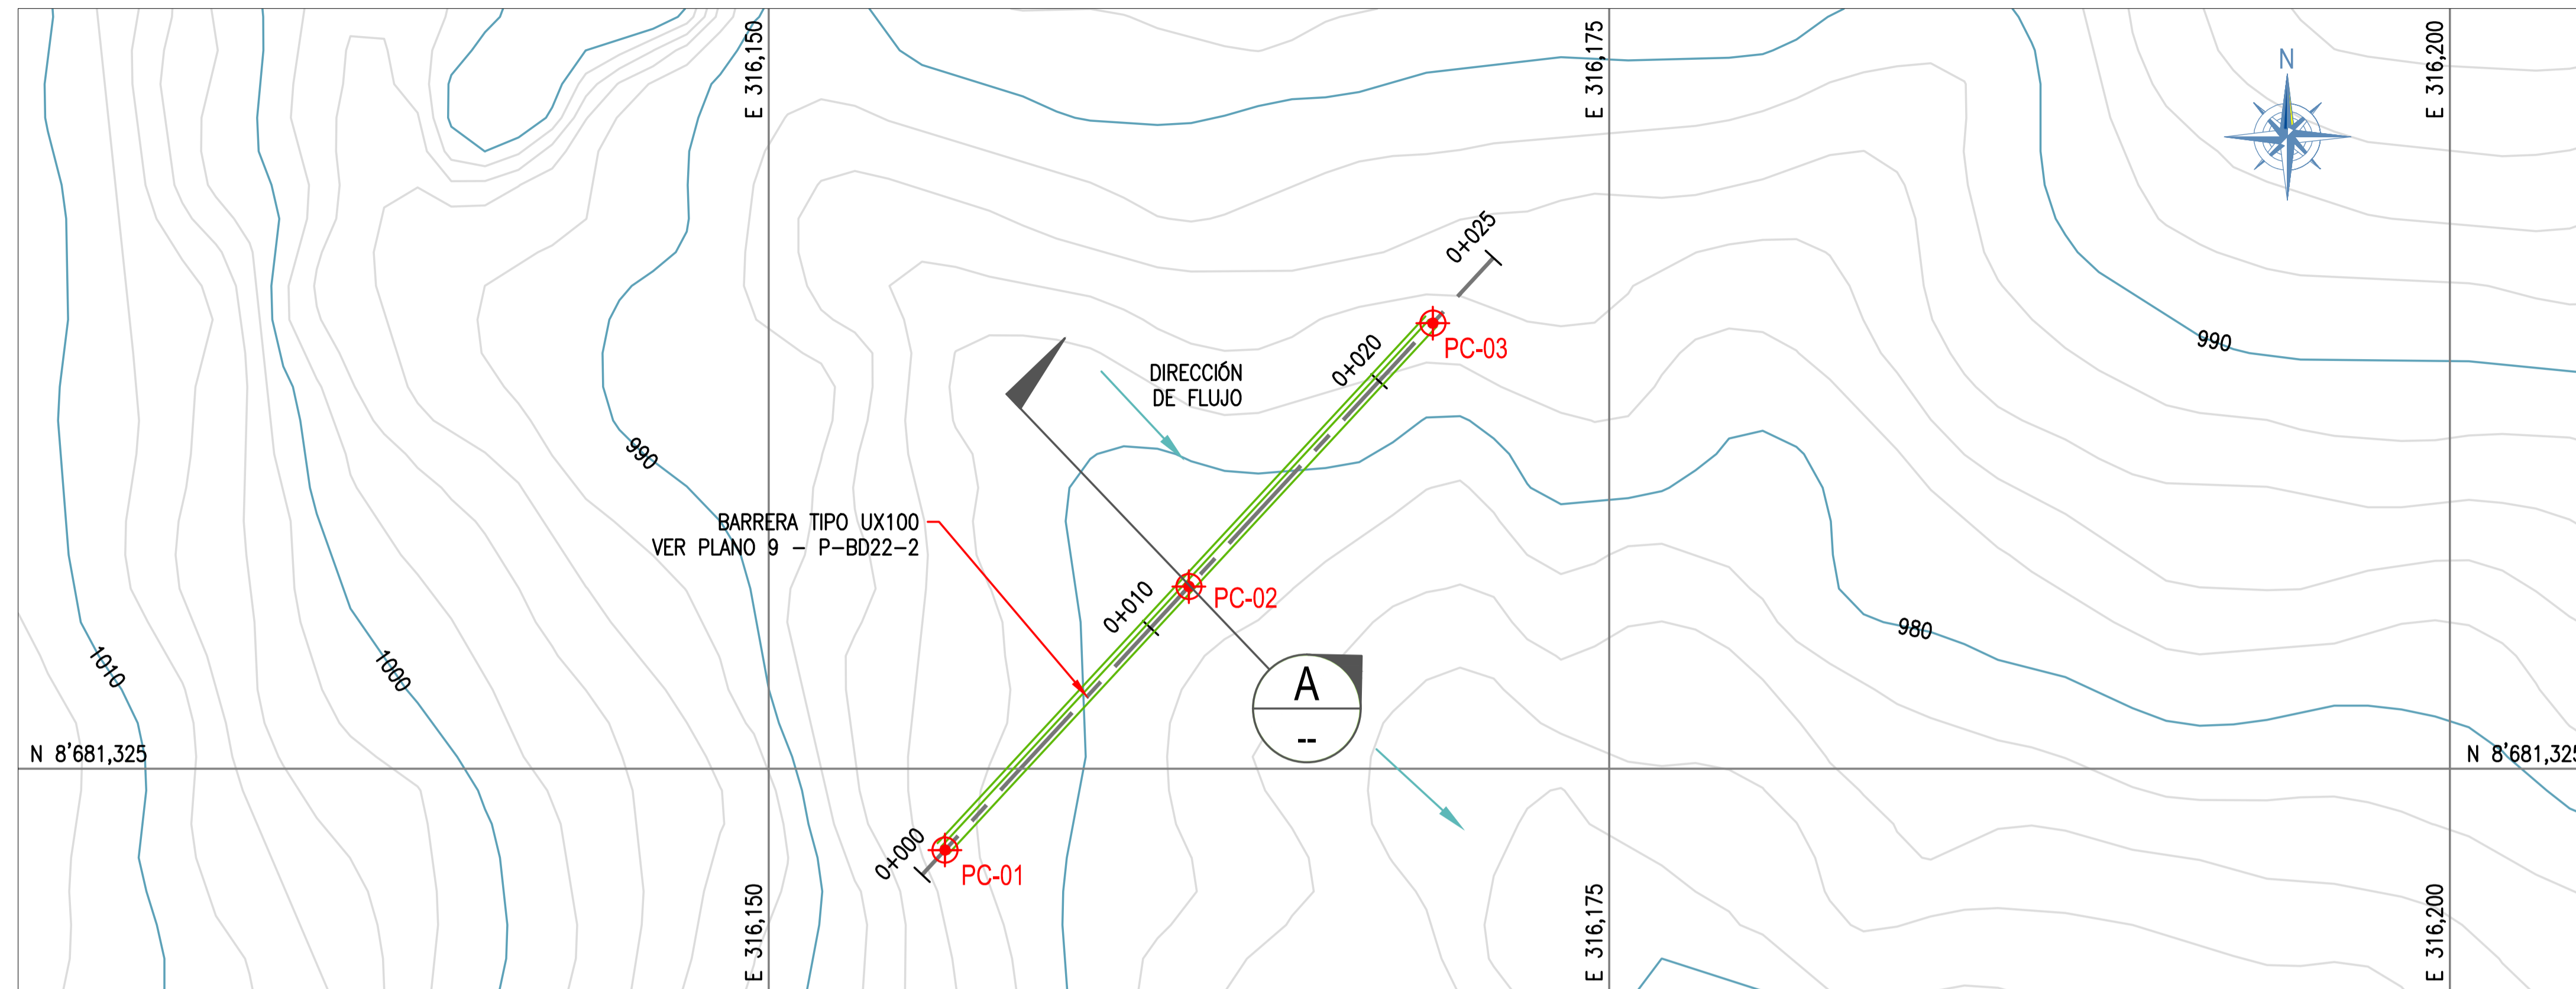 E 316,150
E 316,175
E 316,200
N
0+025
0+020
PC-03
DIRECCIÓN
DE FLUJO
990
990
BARRERA TIPO UX100
VER PLANO 9 - P-BD22-2
0+010
PC-02
980
1010
1000
A
--
N 8'681,325
N 8'681,325
0+000
PC-01
E 316,150
E 316,175
E 316,200